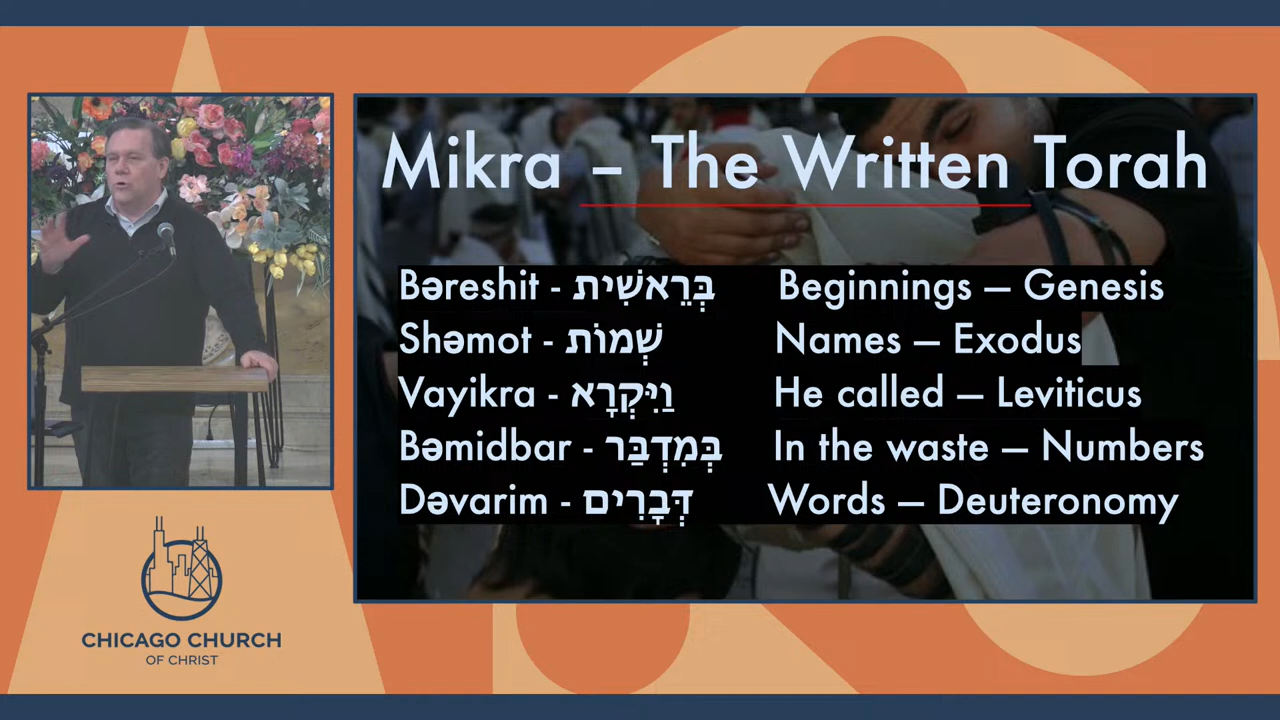 Mikra – The Written Torah
Bəreshit - בְּרֵאשִׁית Beginnings – Genesis
Shəmot - שְׁמוֹת Names – Exodus
Vayikra - וַיִּקְרָא He called – Leviticus
Bəmidbar - בְּמִדְבַּר In the waste – Numbers
Dəvarim - דְּבָרִים Words – Deuteronomy
CHICAGO CHURCH
OF CHRIST